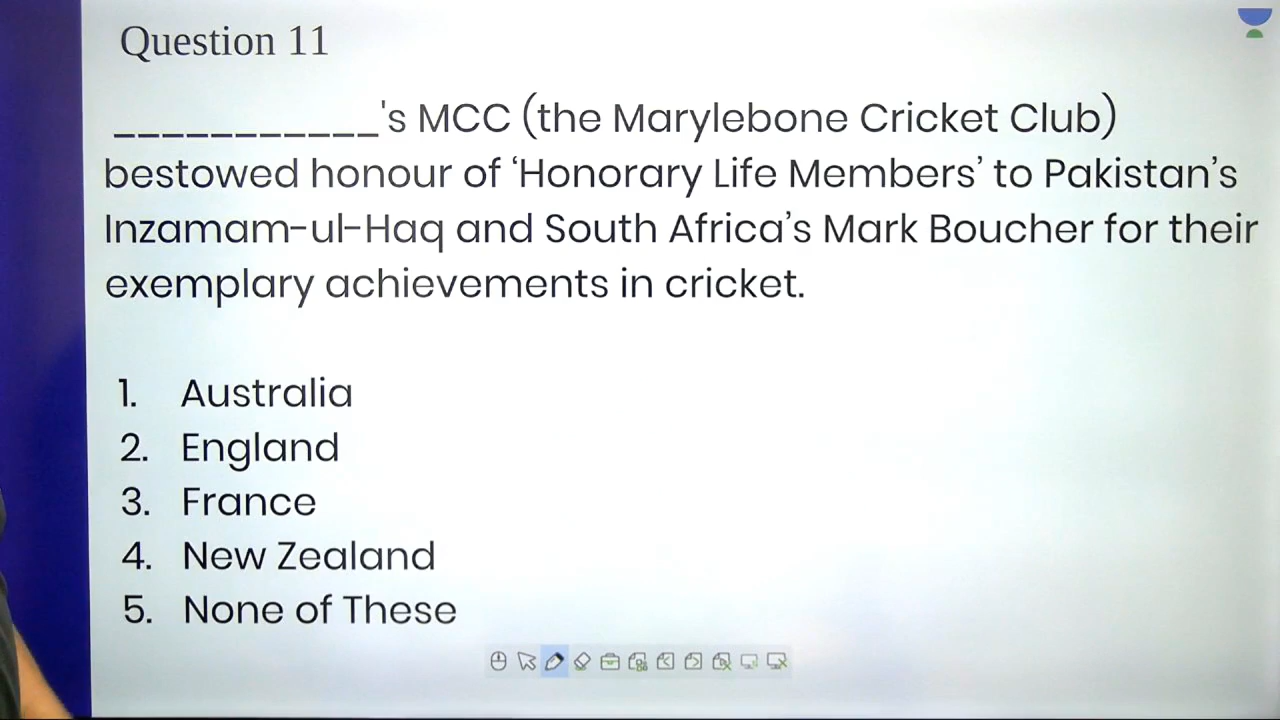 Question 11
___________'s MCC (the Marylebone Cricket Club)
bestowed honour of ‘Honorary Life Members’ to Pakistan’s
Inzamam-ul-Haq and South Africa’s Mark Boucher for their
exemplary achievements in cricket.
1. Australia
2. England
3. France
4. New Zealand
5. None of These